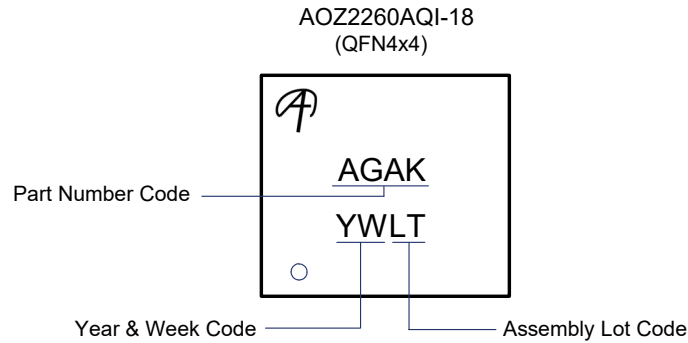 AOZ2260AQI-18
(QFN4x4)
AGAK
Part Number Code
YWLT
Year & Week Code
Assembly Lot Code